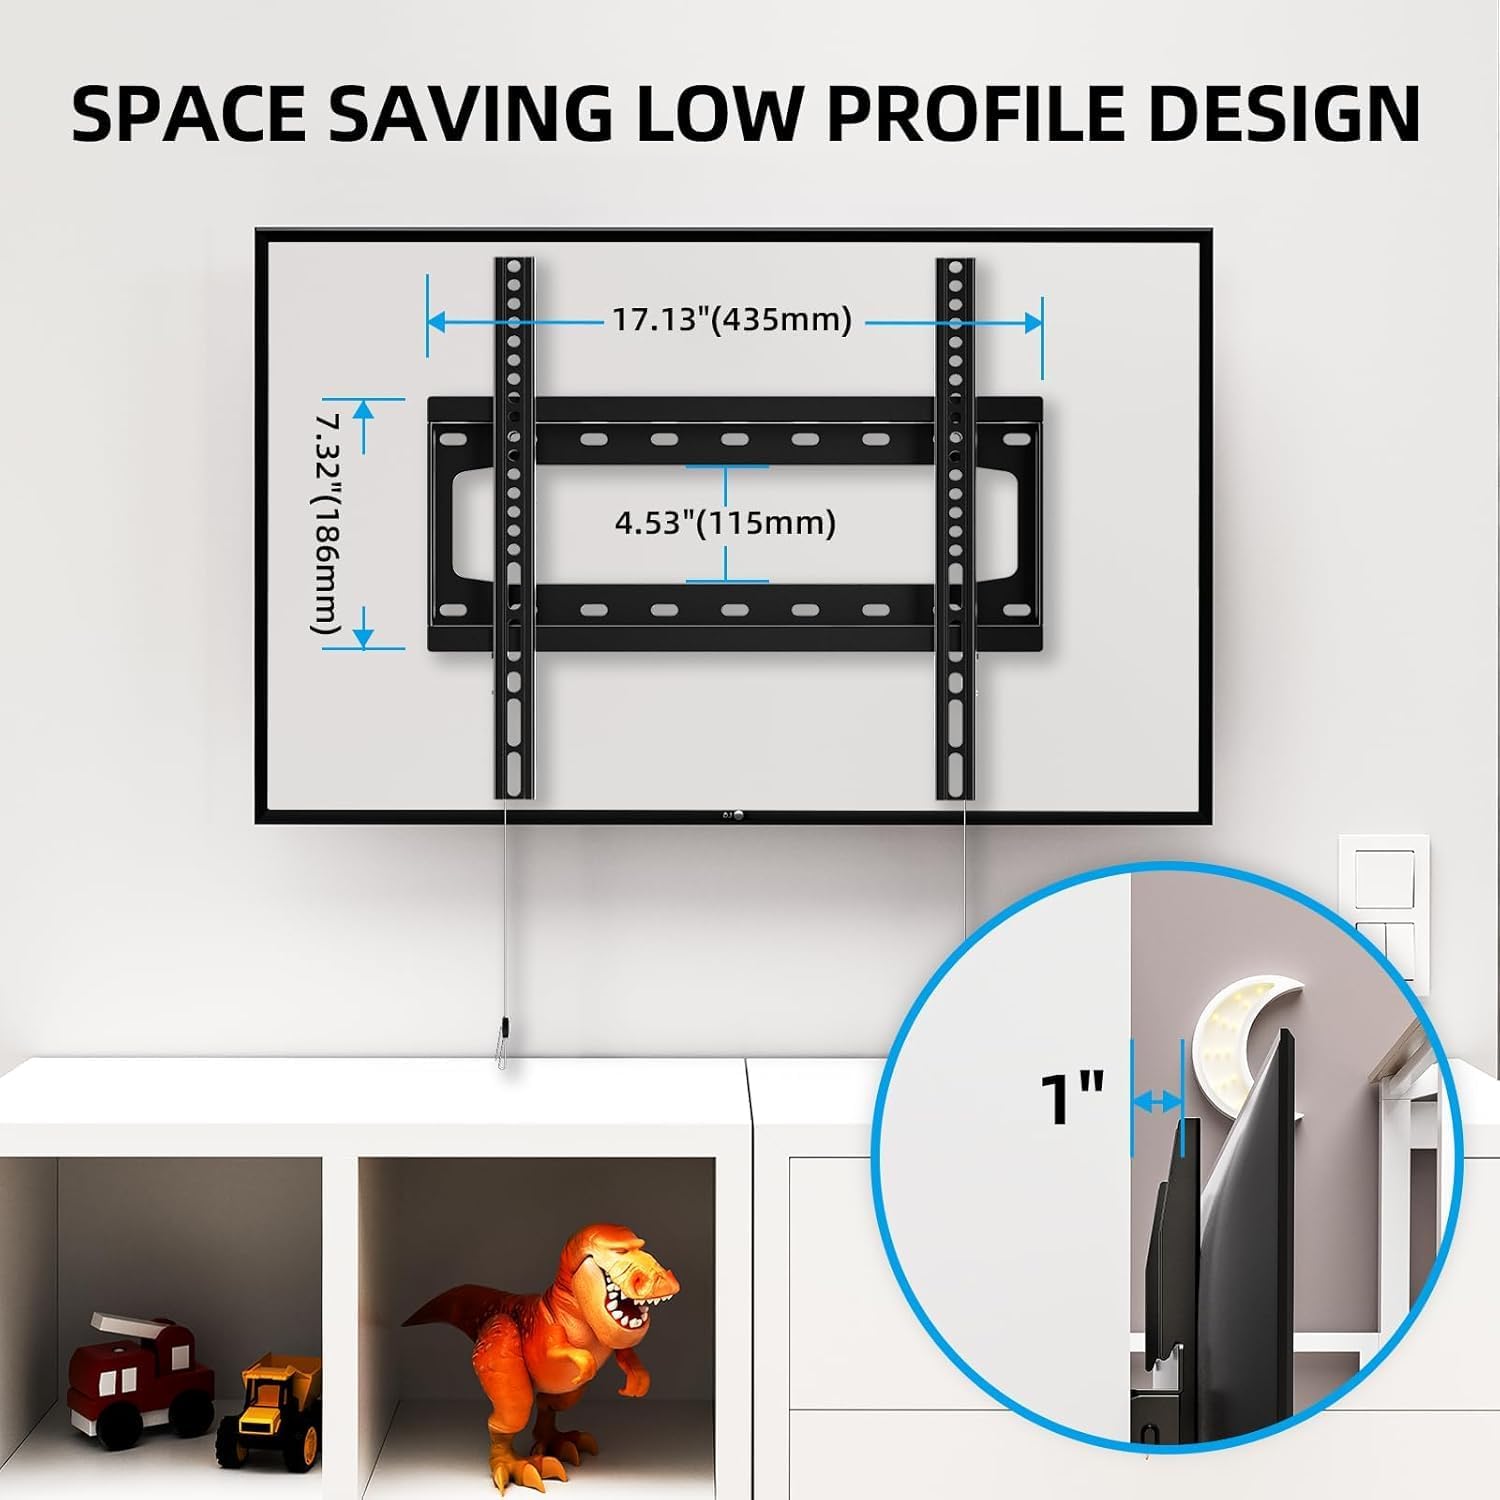 SPACE SAVING LOW PROFILE DESIGN
17.13"(435mm)
7.32"(186mm)
4.53"(115mm)
1"